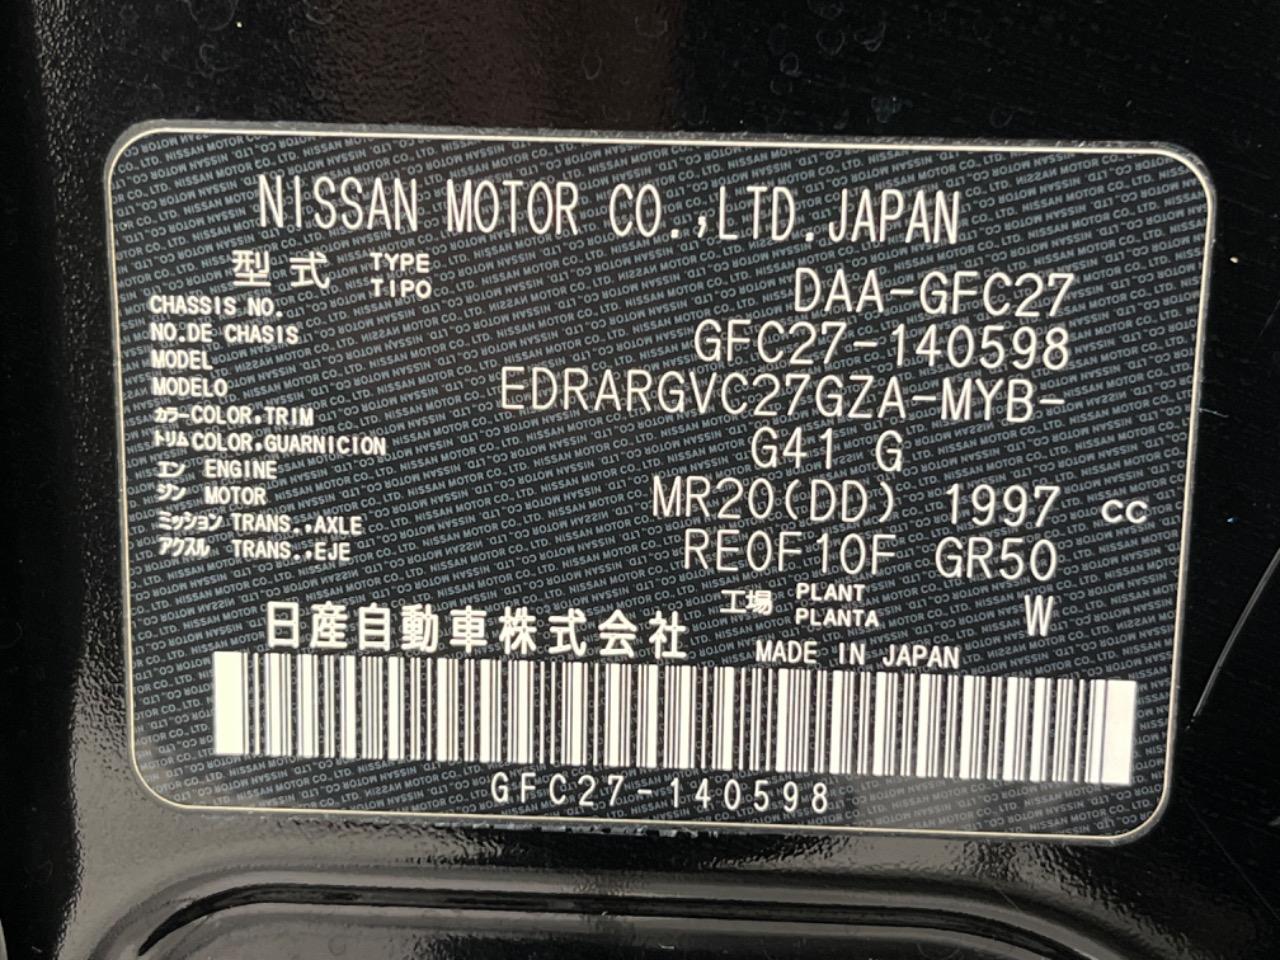 NISSAN MOTOR CO.,LTD.JAPAN
型式 TYPE TIPO DAA-GFC27
CHASSIS NO.
NO.DE CHASIS GFC27-140598
MODEL
MODELO EDRARGVC27GZA-MYB-
カラー COLOR,TRIM
トリム COLOR,GUARNICION G41 G
エン ENGINE
ジン MOTOR MR20(DD) 1997 cc
ミッション TRANS.,AXLE
アクスル TRANS.,EJE RE0F10F GR50
工場 PLANT PLANTA W
日産自動車株式会社 MADE IN JAPAN
GFC27-140598